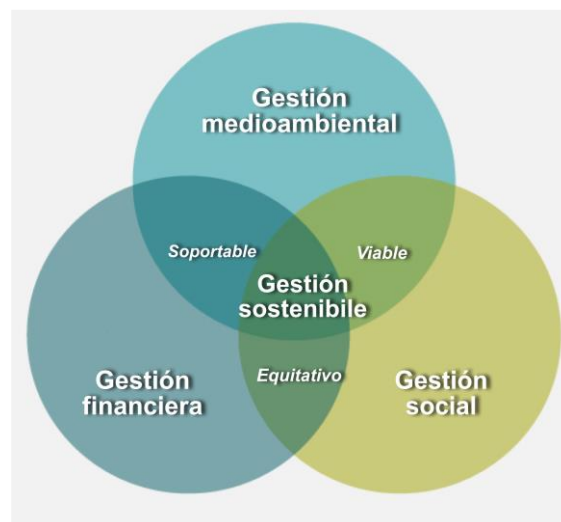 Gestión
medioambiental
Soportable
Viable
Gestión
sostenibile
Equitativo
Gestión
financiera
Gestión
social